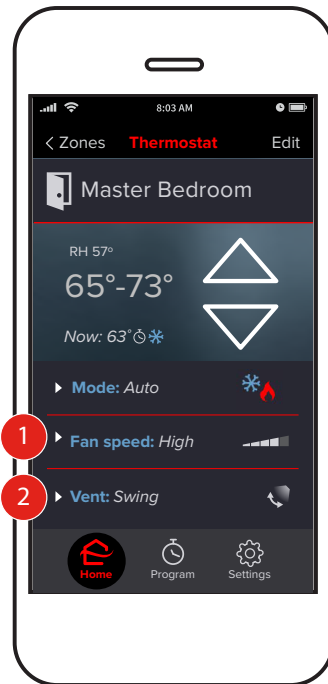 8:03 AM
< Zones Thermostat Edit
Master Bedroom
RH 57°
65°-73°
Now: 63°
Mode: Auto
1 Fan speed: High
2 Vent: Swing
Home Program Settings